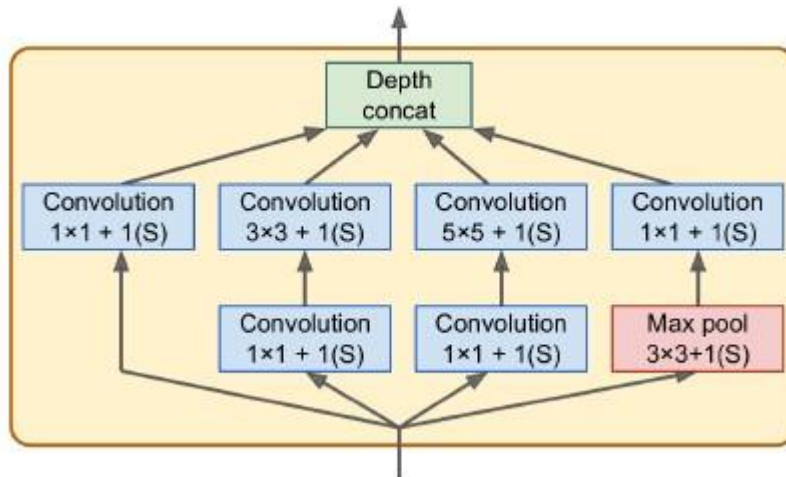 Depth
concat
Convolution
1×1 + 1(S)
Convolution
3×3 + 1(S)
Convolution
5×5 + 1(S)
Convolution
1×1 + 1(S)
Convolution
1×1 + 1(S)
Convolution
1×1 + 1(S)
Max pool
3×3+1(S)